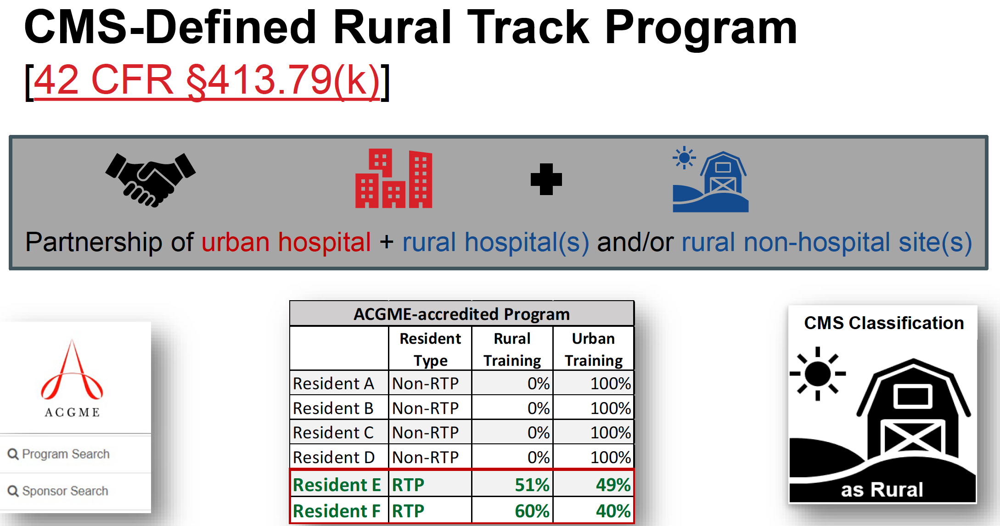 CMS-Defined Rural Track Program
[42 CFR §413.79(k)]
Partnership of urban hospital + rural hospital(s) and/or rural non-hospital site(s)
ACGME
Program Search
Sponsor Search
ACGME-accredited Program
Resident Type Rural Training Urban Training
Resident A Non-RTP 0% 100%
Resident B Non-RTP 0% 100%
Resident C Non-RTP 0% 100%
Resident D Non-RTP 0% 100%
Resident E RTP 51% 49%
Resident F RTP 60% 40%
CMS Classification
as Rural